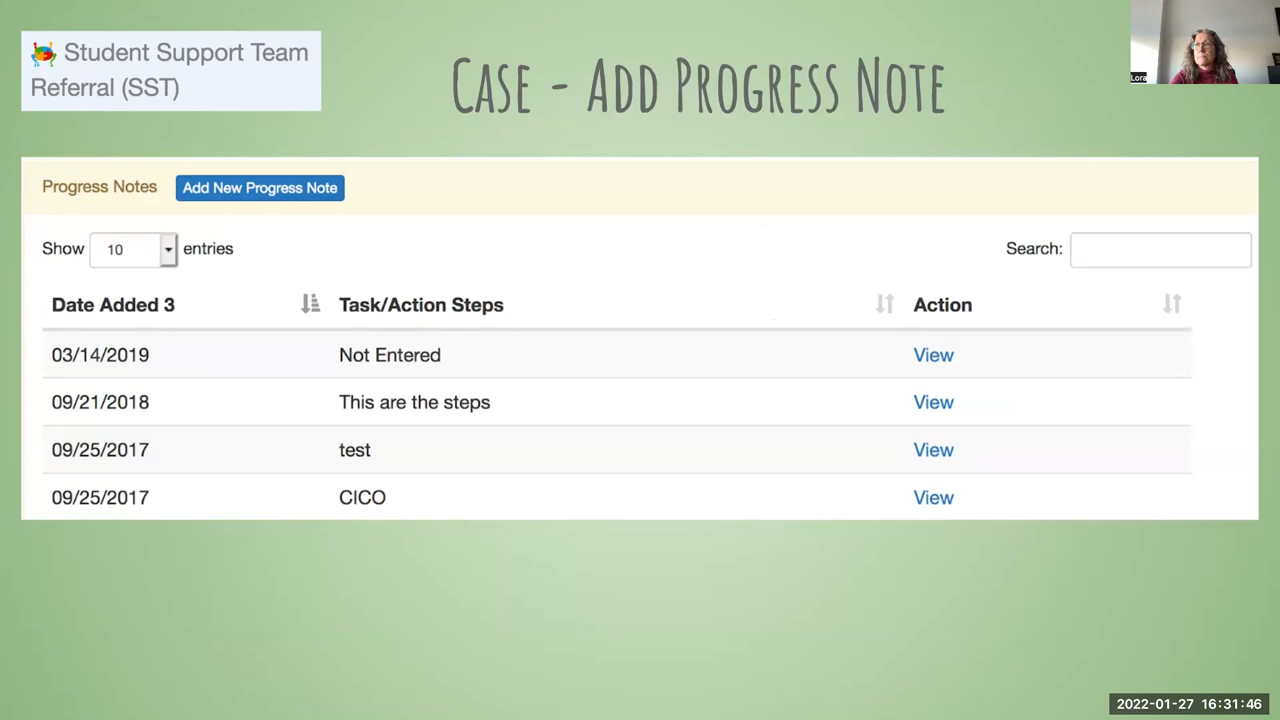 Student Support Team
Referral (SST)
CASE - ADD PROGRESS NOTE
Lora
Progress Notes Add New Progress Note
Show 10 entries Search:
Date Added 3 Task/Action Steps Action
03/14/2019 Not Entered View
09/21/2018 This are the steps View
09/25/2017 test View
09/25/2017 CICO View
2022-01-27 16:31:46